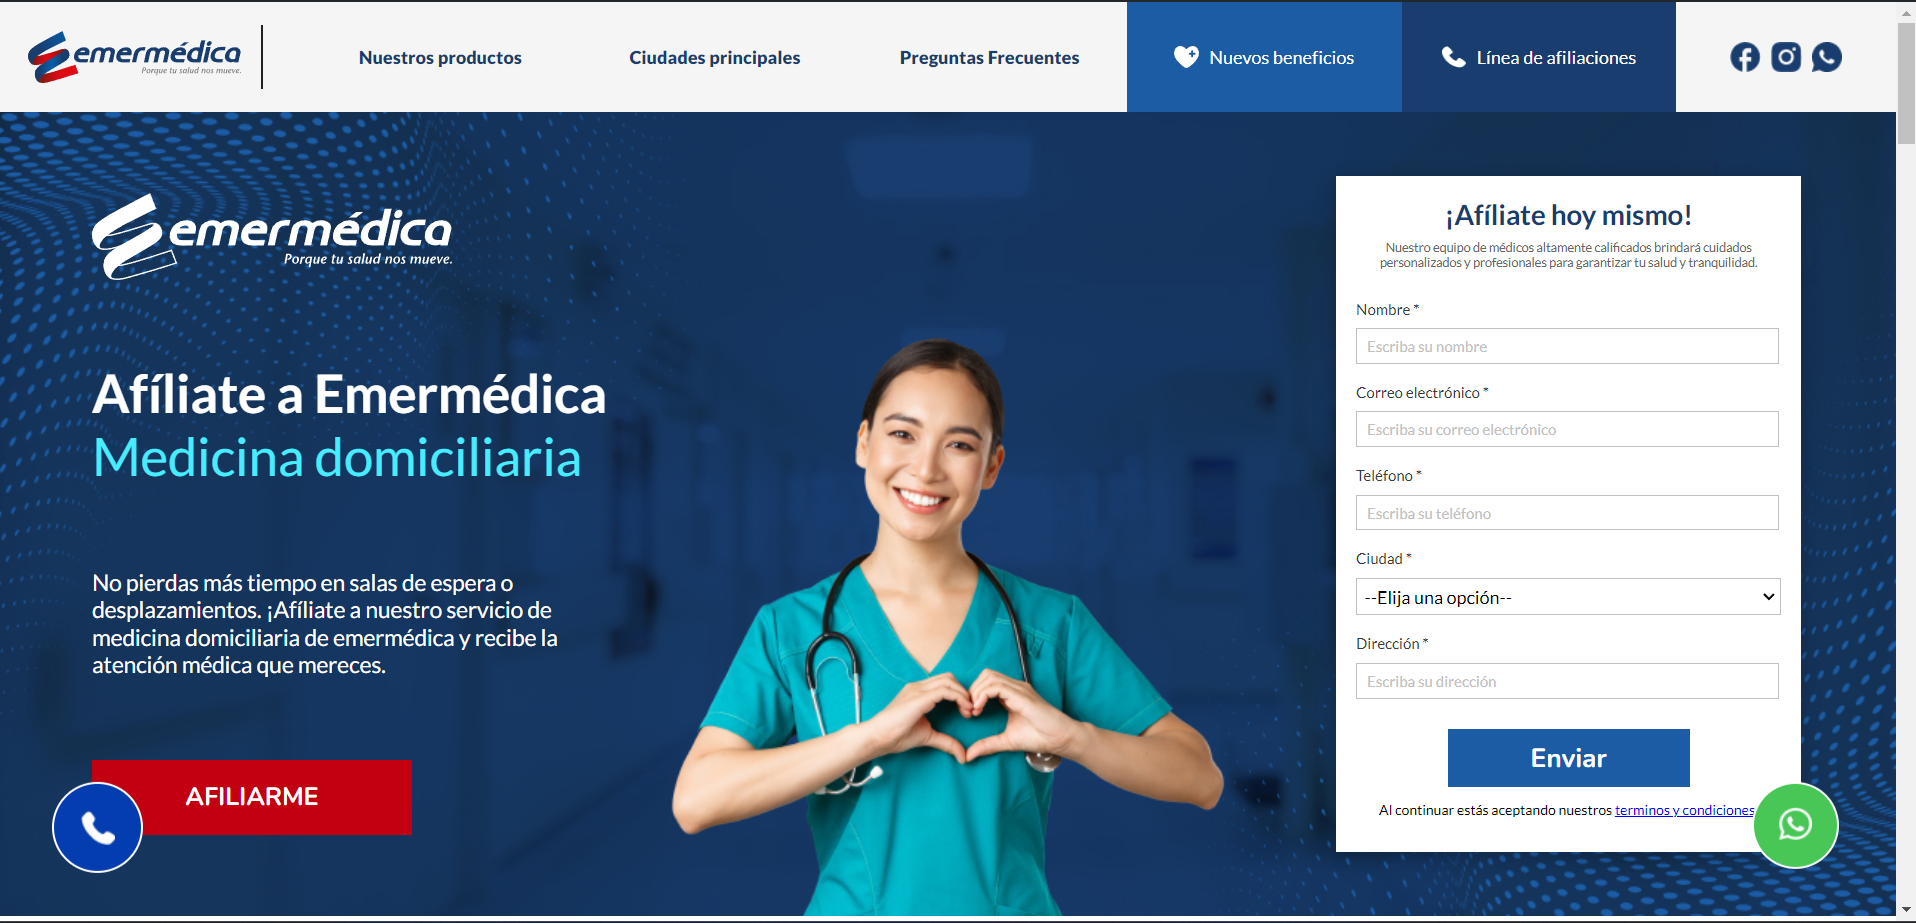 emermédica
Porque tu salud nos mueve.
Nuestros productos
Ciudades principales
Preguntas Frecuentes
Nuevos beneficios
Línea de afiliaciones
emermédica
Porque tu salud nos mueve.
Afíliate a Emermédica
Medicina domiciliaria
No pierdas más tiempo en salas de espera o
desplazamientos. ¡Afíliate a nuestro servicio de
medicina domiciliaria de emermédica y recibe la
atención médica que mereces.
AFILIARME
¡Afíliate hoy mismo!
Nuestro equipo de médicos altamente calificados brindará cuidados
personalizados y profesionales para garantizar tu salud y tranquilidad.
Nombre *
Escriba su nombre
Correo electrónico *
Escriba su correo electrónico
Teléfono *
Escriba su teléfono
Ciudad *
--Elija una opción--
Dirección *
Escriba su dirección
Enviar
Al continuar estás aceptando nuestros terminos y condiciones